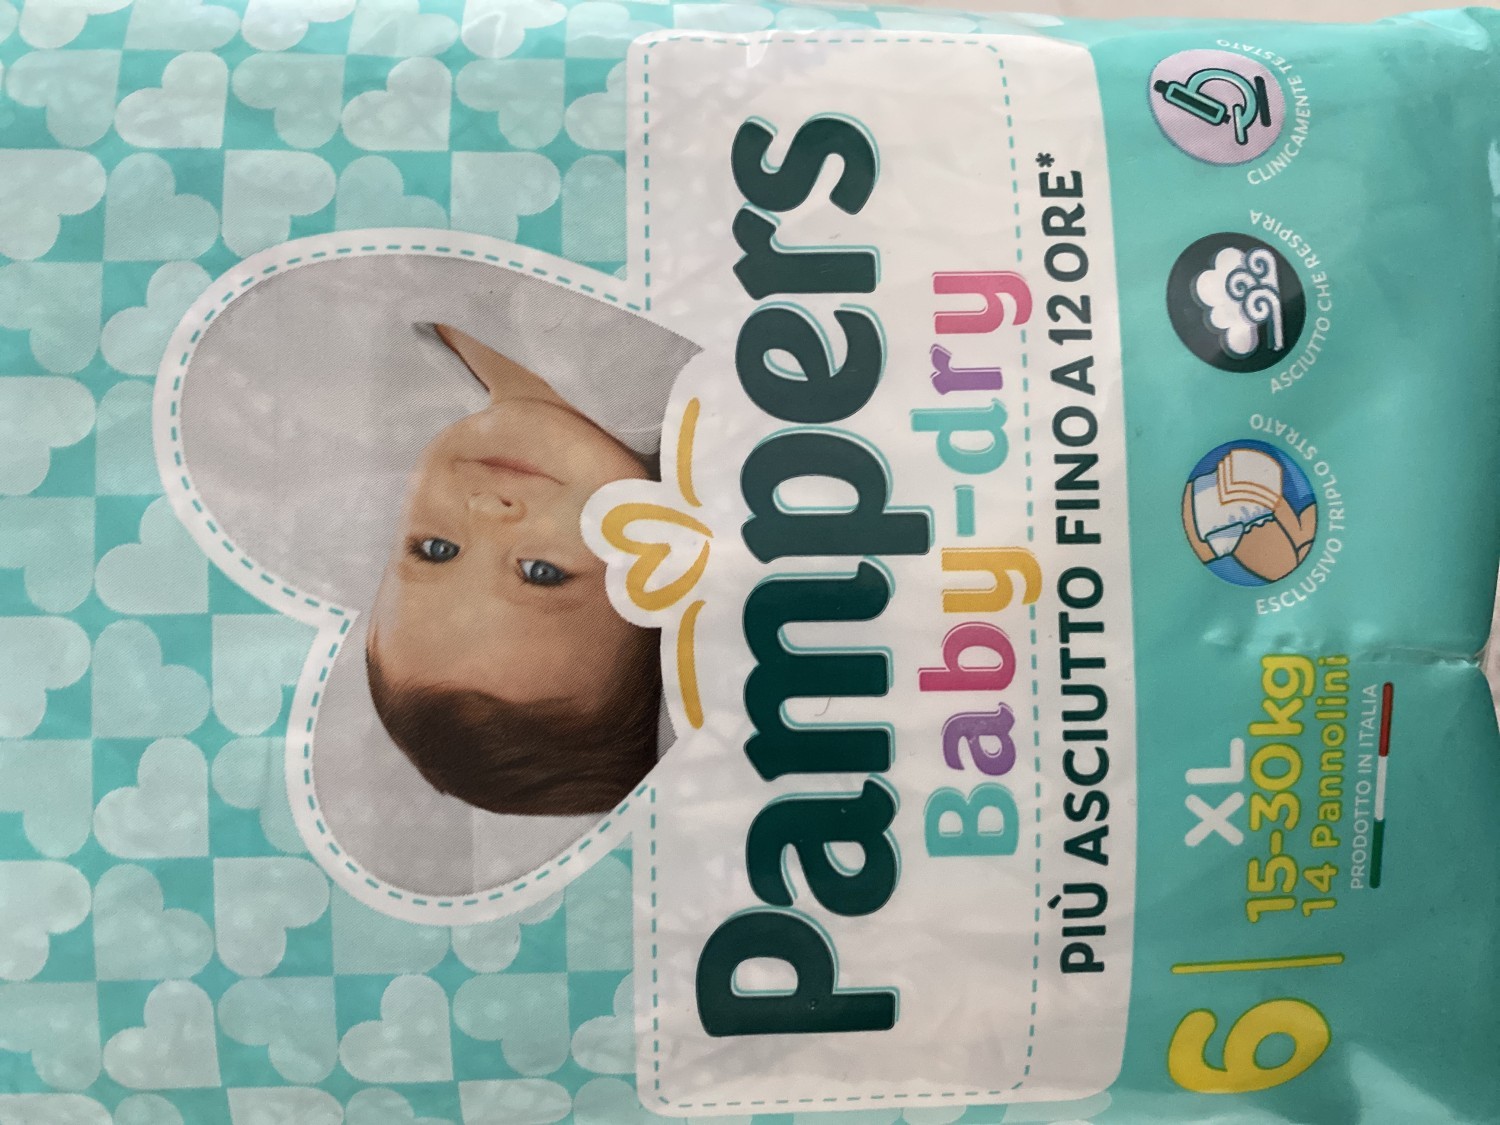 Pampers
Baby-dry
PIÙ ASCIUTTO FINO A 12 ORE*
6
XL
15-30kg
14 Pannolini
PRODOTTO IN ITALIA
ESCLUSIVO TRIPLO STRATO
ASCIUTTO CHE RESPIRA
CLINICAMENTE TESTATO